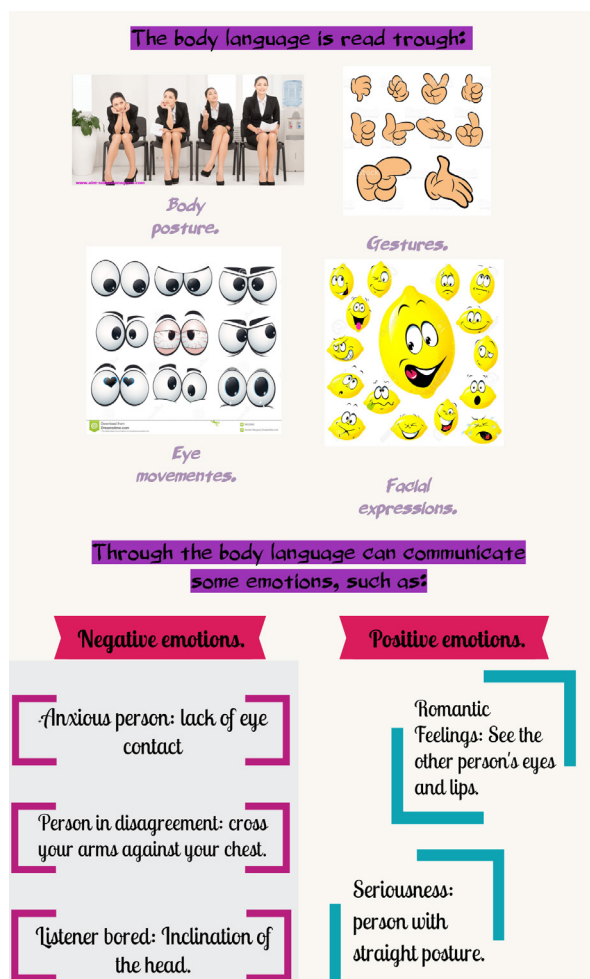 The body language is read trough:
Body
posture.
Gestures.
Eye
movementes.
Facial
expressions.
Through the body language can communicate
some emotions, such as:
Negative emotions.
Positive emotions.
Anxious person: lack of eye
contact
Person in disagreement: cross
your arms against your chest.
Listener bored: Inclination of
the head.
Romantic
Feelings: See the
other person's eyes
and lips.
Seriousness:
person with
straight posture.